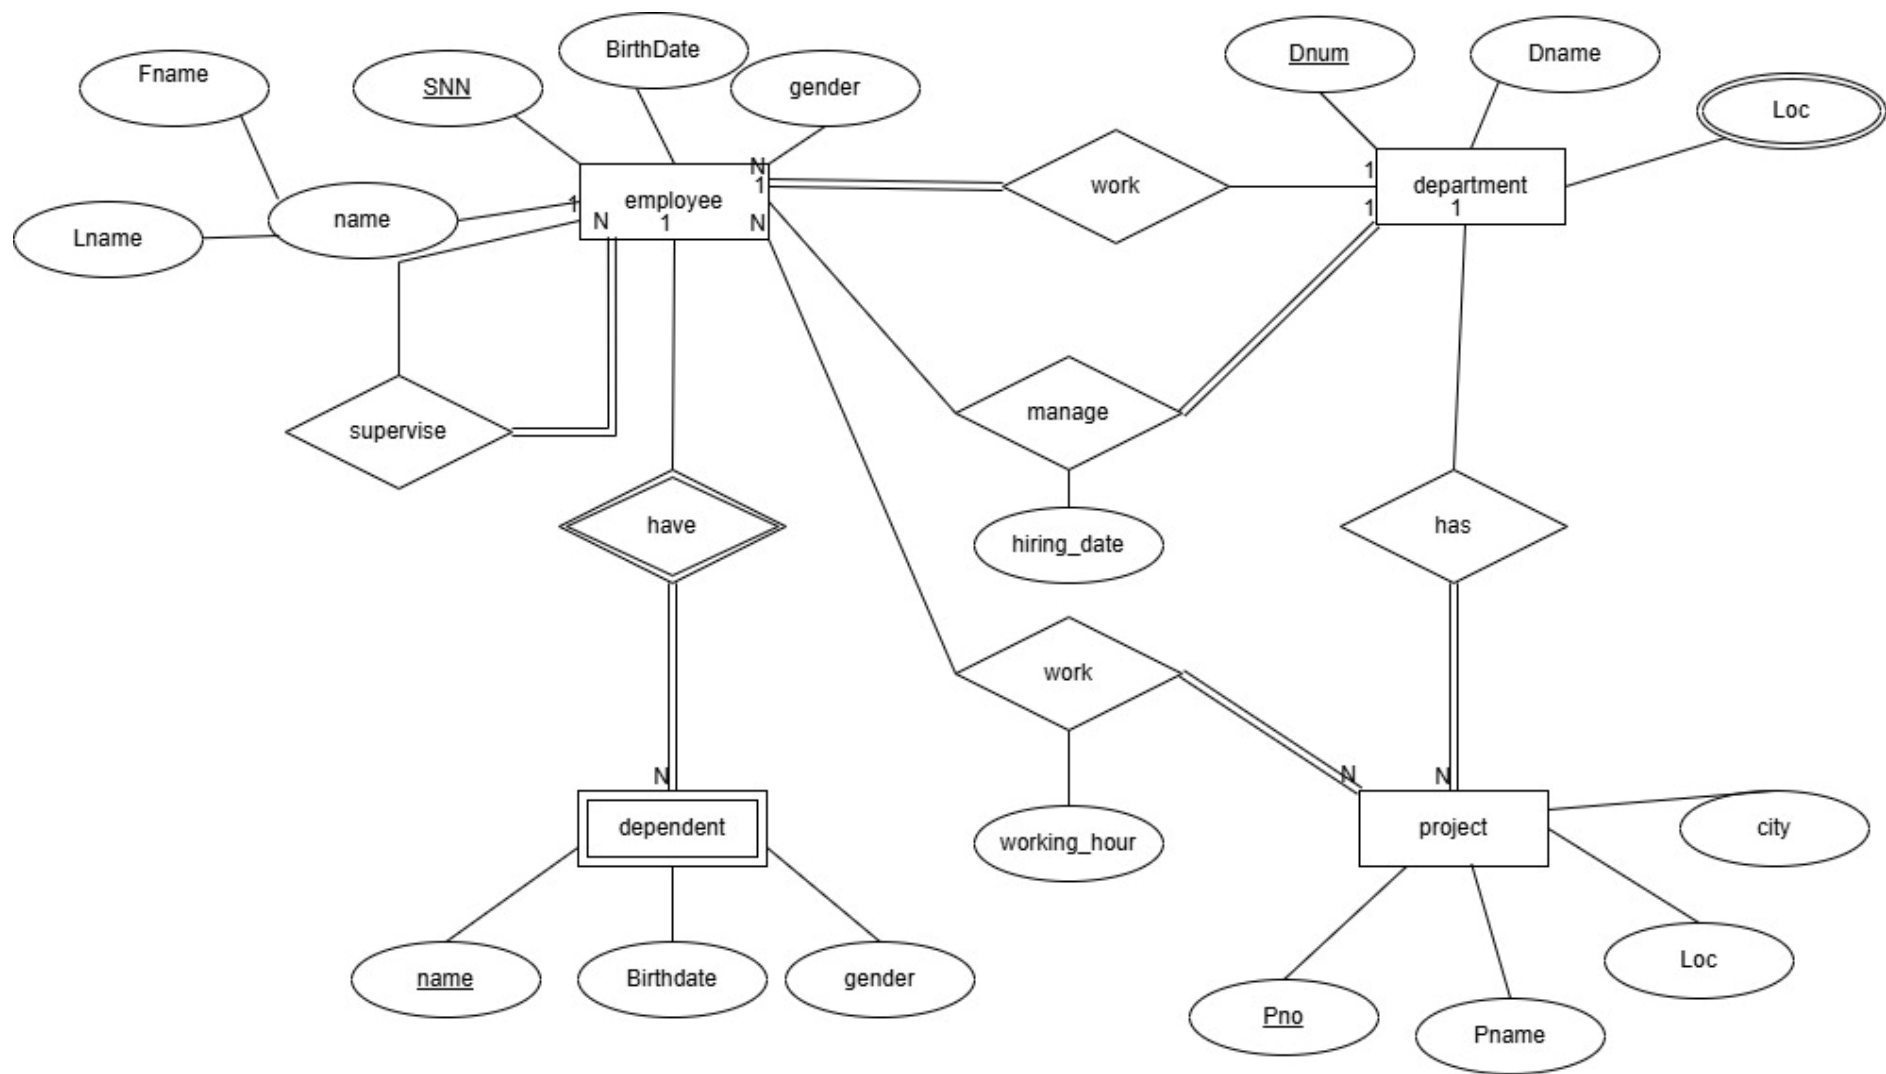 BirthDate
Dnum
Dname
Fname
SNN
gender
Loc
N
1
work
1
department
1
employee
1
1
N
1
N
name
1
Lname
manage
supervise
have
has
hiring_date
work
N
N
N
dependent
working_hour
project
city
Loc
name
Birthdate
gender
Pno
Pname